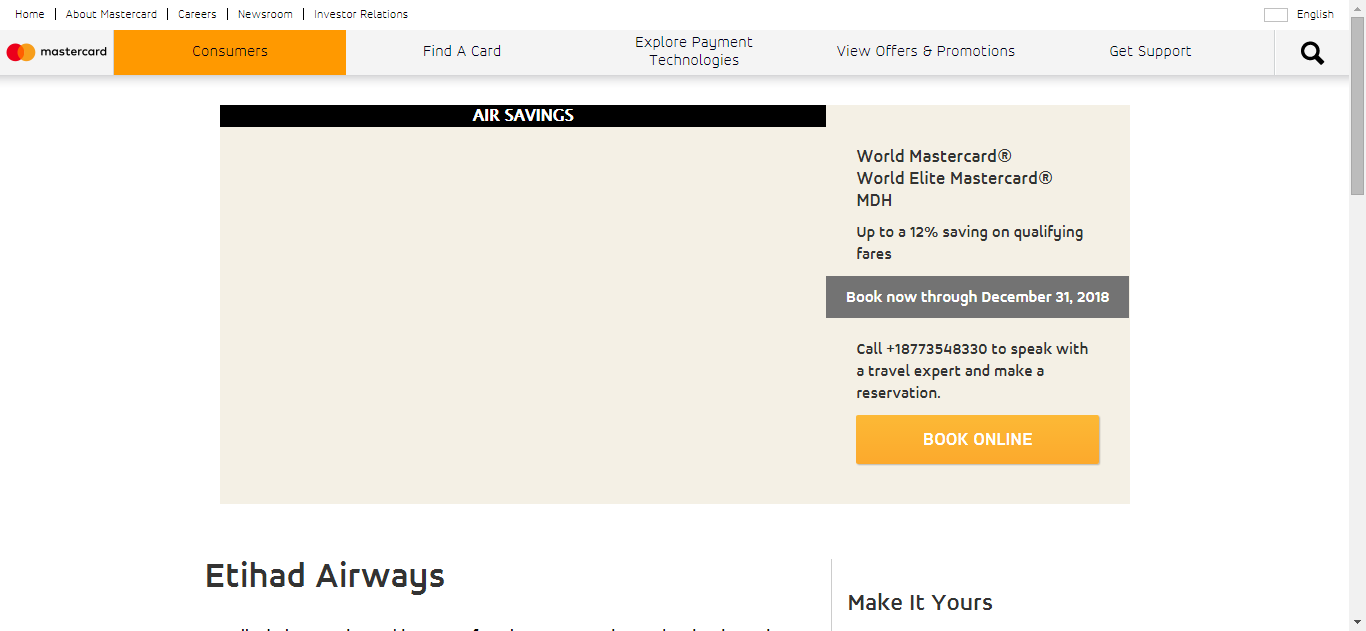 Home
About Mastercard
Careers
Newsroom
Investor Relations
English
mastercard
Consumers
Find A Card
Explore Payment
Technologies
View Offers & Promotions
Get Support
AIR SAVINGS
World Mastercard®
World Elite Mastercard®
MDH
Up to a 12% saving on qualifying
fares
Book now through December 31, 2018
Call +18773548330 to speak with
a travel expert and make a
reservation.
BOOK ONLINE
Etihad Airways
Make It Yours